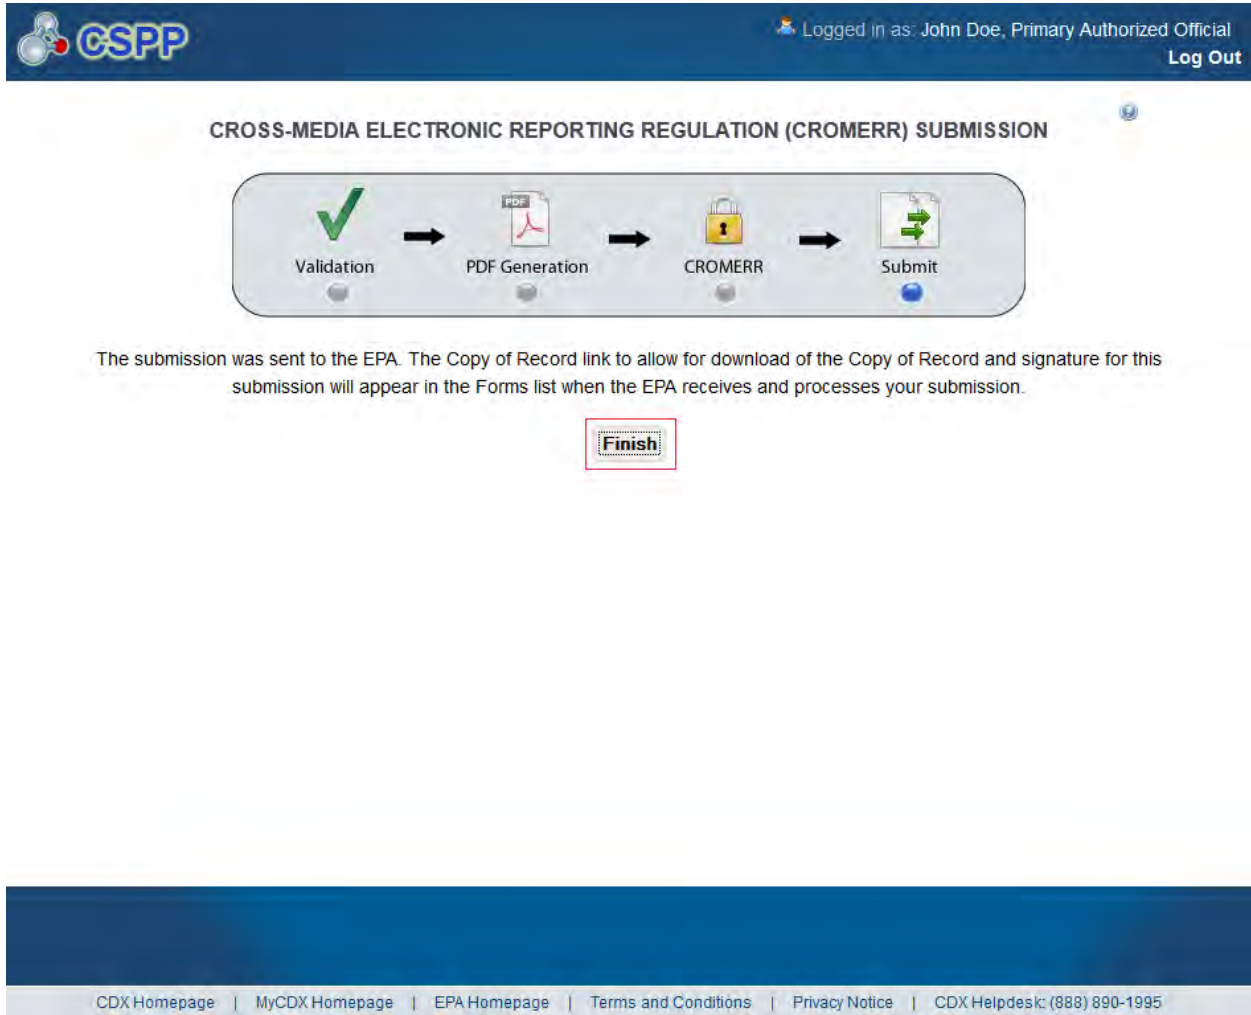 CSPP
Logged in as: John Doe, Primary Authorized Official
Log Out
CROSS-MEDIA ELECTRONIC REPORTING REGULATION (CROMERR) SUBMISSION
PDF
Validation PDF Generation CROMERR Submit
The submission was sent to the EPA. The Copy of Record link to allow for download of the Copy of Record and signature for this
submission will appear in the Forms list when the EPA receives and processes your submission.
Finish
CDX Homepage | MyCDX Homepage | EPA Homepage | Terms and Conditions | Privacy Notice | CDX Helpdesk: (888) 890-1995